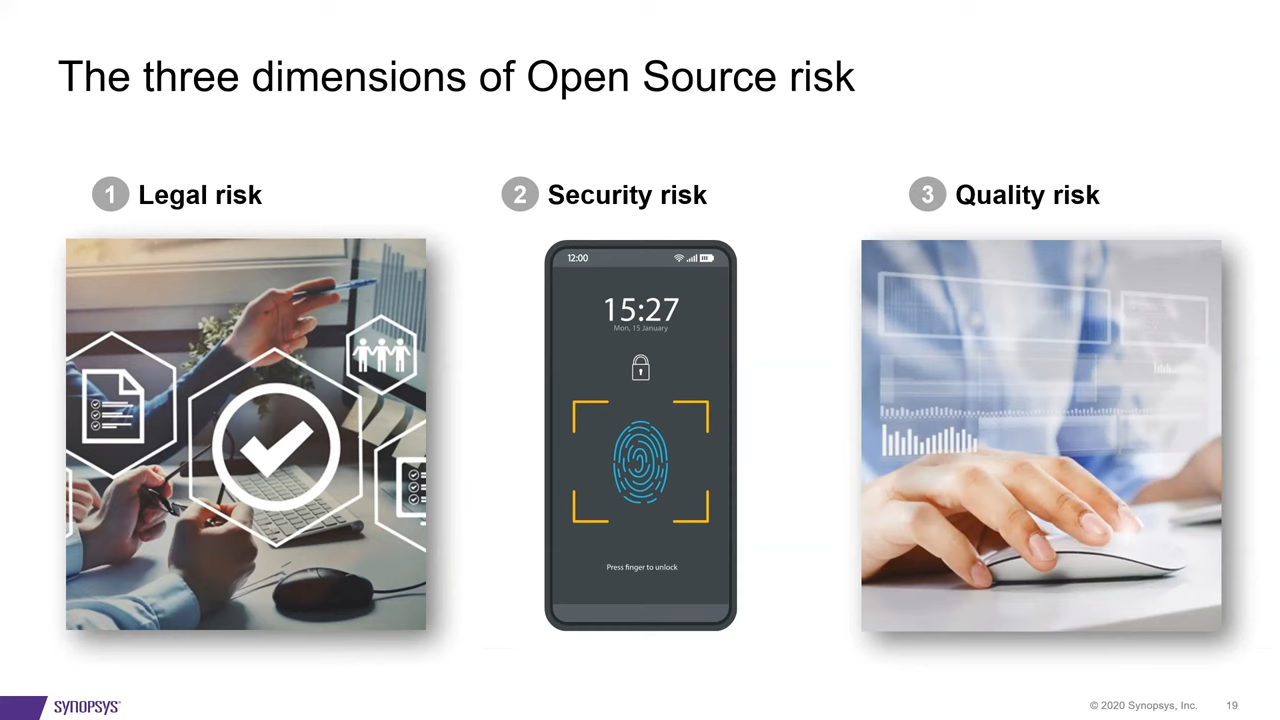 The three dimensions of Open Source risk
1 Legal risk
2 Security risk
3 Quality risk
12:00
15:27
Mon, 15 January
Press finger to unlock
SYNOPSYS®
© 2020 Synopsys, Inc. 19